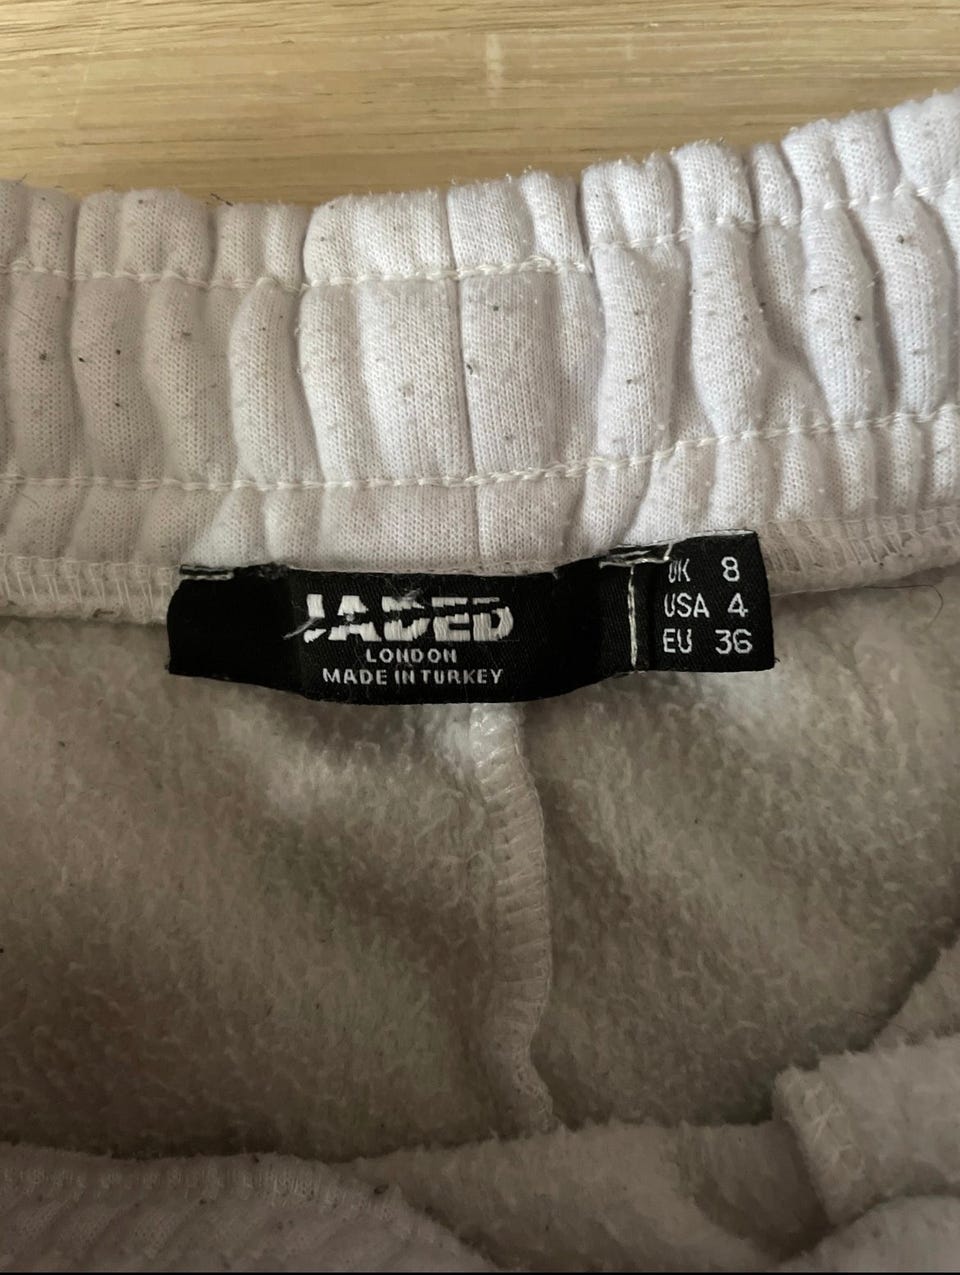 JADED
LONDON
MADE IN TURKEY
UK 8
USA 4
EU 36